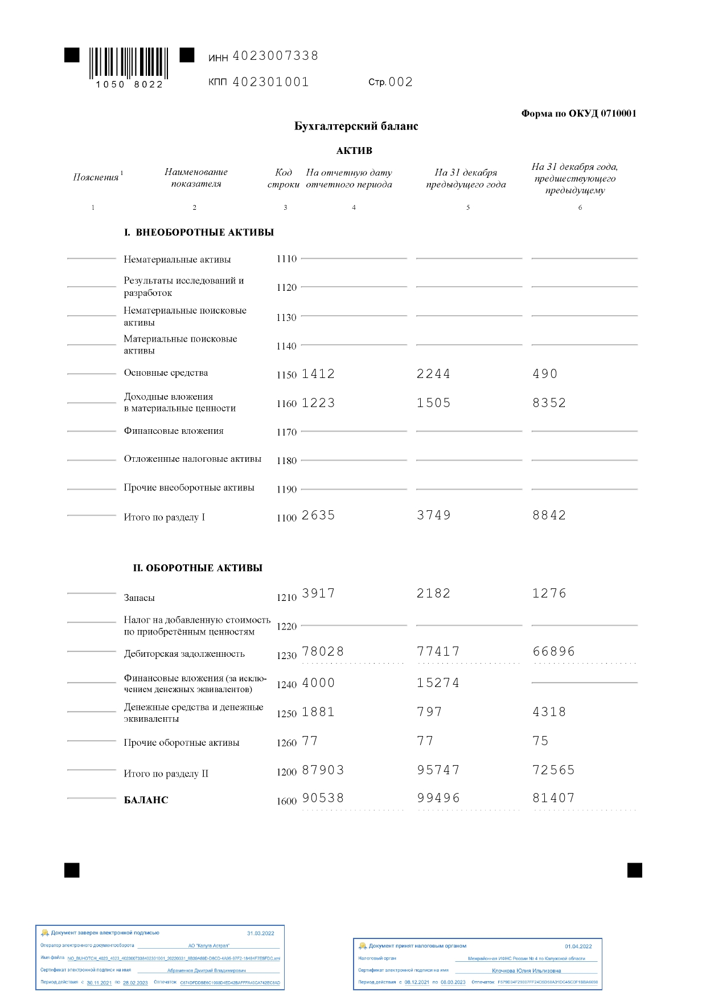 ИНН 4023007338
1050 8022
КПП 402301001 Стр.002
Форма по ОКУД 0710001
Бухгалтерский баланс
АКТИВ
Пояснения 1 Наименование показателя Код строки На отчетную дату отчетного периода На 31 декабря предыдущего года На 31 декабря года, предшествующего предыдущему
1 2 3 4 5 6
I. ВНЕОБОРОТНЫЕ АКТИВЫ
Нематериальные активы 1110
Результаты исследований и
разработок 1120
Нематериальные поисковые
активы 1130
Материальные поисковые
активы 1140
Основные средства 1150 1412 2244 490
Доходные вложения
в материальные ценности 1160 1223 1505 8352
Финансовые вложения 1170
Отложенные налоговые активы 1180
Прочие внеоборотные активы 1190
Итого по разделу I 1100 2635 3749 8842
II. ОБОРОТНЫЕ АКТИВЫ
Запасы 1210 3917 2182 1276
Налог на добавленную стоимость
по приобретённым ценностям 1220
Дебиторская задолженность 1230 78028 77417 66896
Финансовые вложения (за исклю-
чением денежных эквивалентов) 1240 4000 15274
Денежные средства и денежные
эквиваленты 1250 1881 797 4318
Прочие оборотные активы 1260 77 77 75
Итого по разделу II 1200 87903 95747 72565
БАЛАНС 1600 90538 99496 81407
Документ заверен электронной подписью 31.03.2022
Оператор электронного документооборота АО "Калуга Астрал"
Имя файла NO_BUHOTCH_4023_4023_4023007338402301001_20220331_8B39A59D-D6CD-4A95-97F2-18484F7E5FDC.xml
Сертификат электронной подписи на имя Абраменков Дмитрий Владимирович
Период действия с 30.11.2021 по 28.02.2023 Отпечаток
Документ принят налоговым органом 01.04.2022
Налоговый орган Межрайонная ИФНС России № 4 по Калужской области
Сертификат электронной подписи на имя Клочкова Юлия Ильгизовна
Период действия с 08.12.2021 по 08.03.2023 Отпечаток